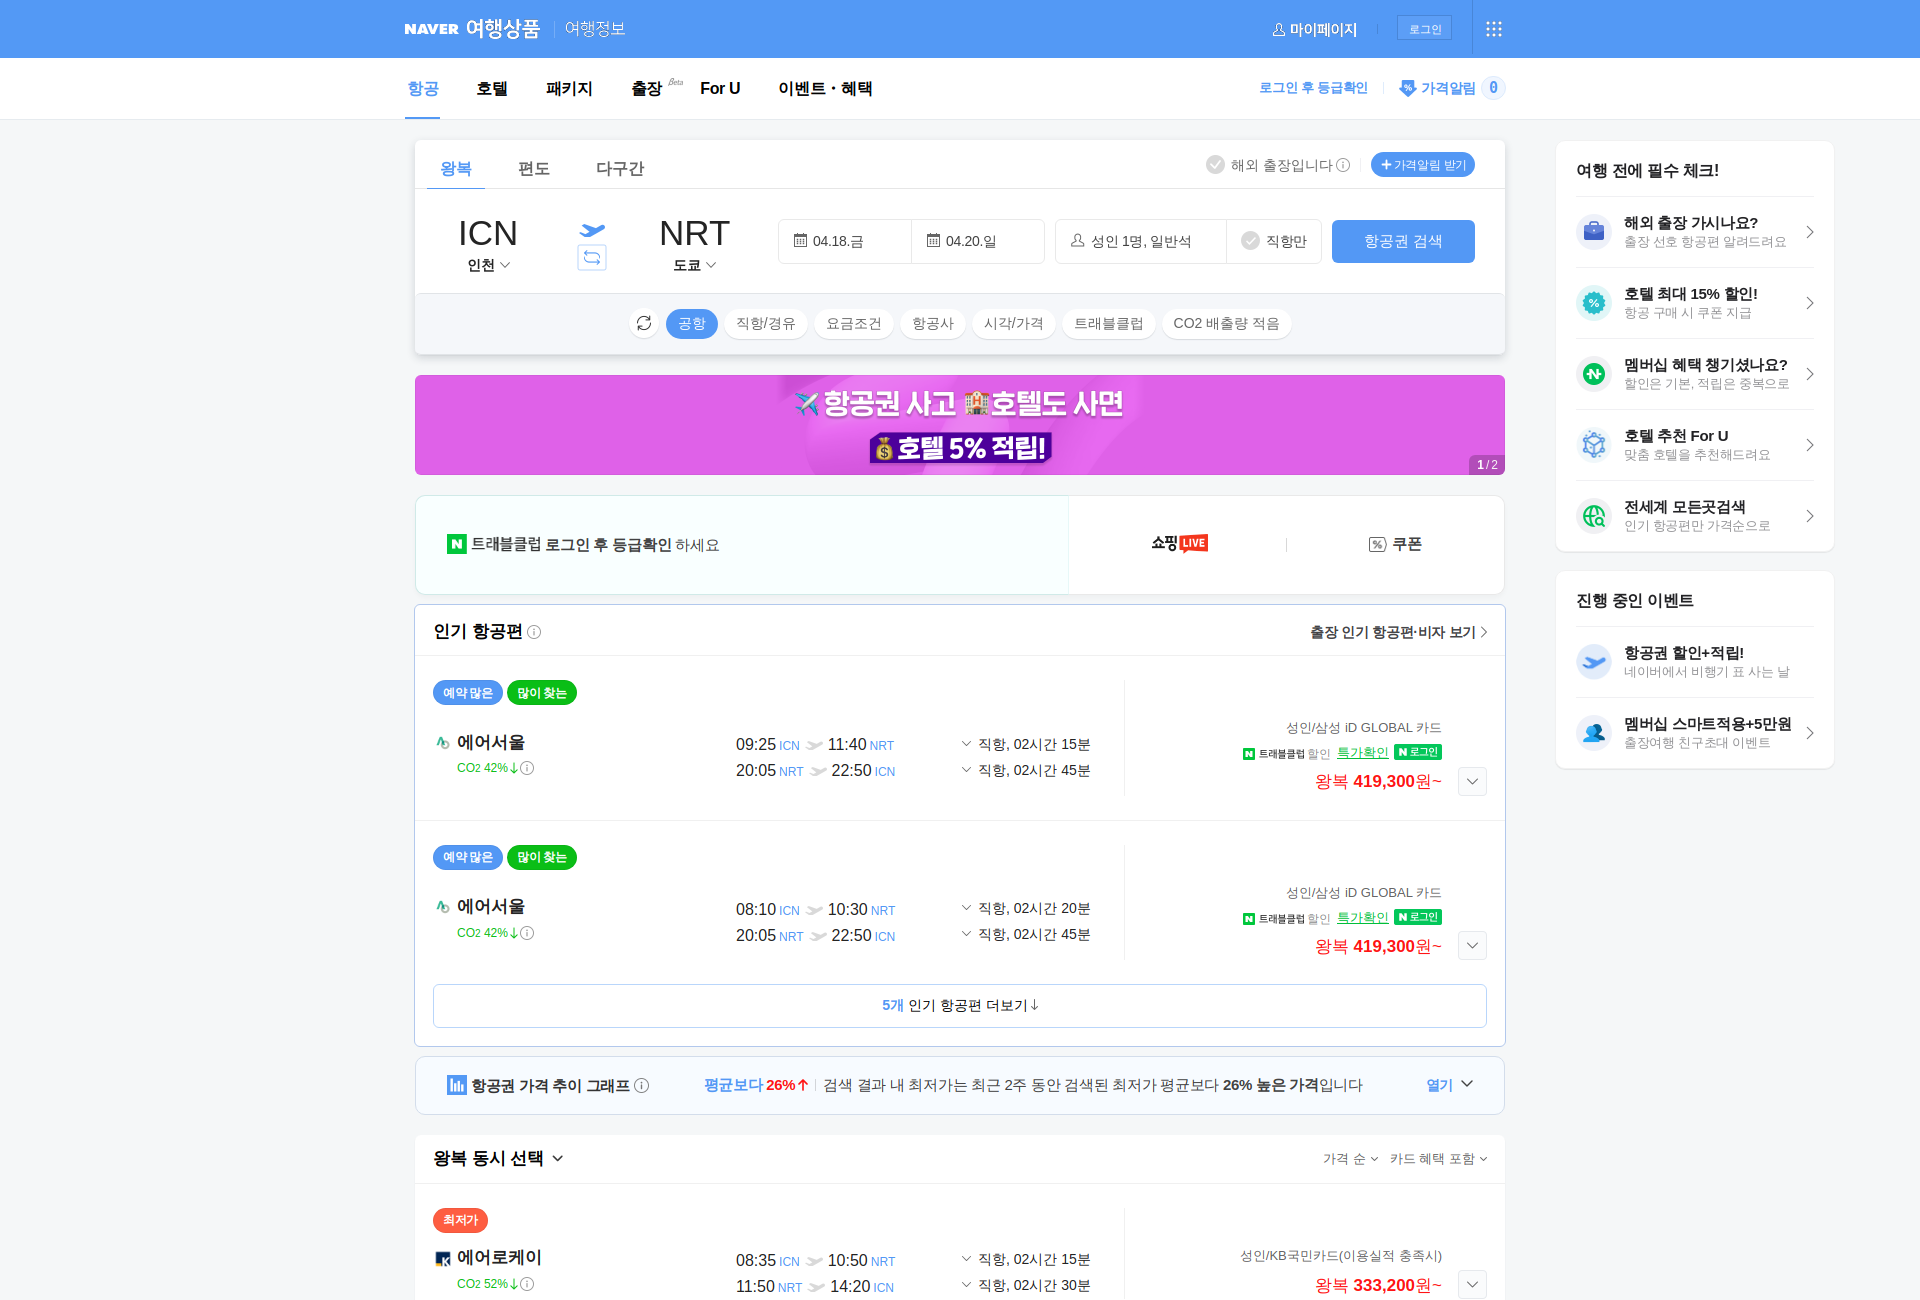 NAVER 여행상품 여행정보
마이페이지
로그인
항공 호텔 패키지 출장 Beta For U 이벤트・혜택
로그인 후 등급확인
가격알림 0
왕복 편도 다구간
해외 출장입니다
가격알림 받기
ICN
인천
NRT
도쿄
04.18.금
04.20.일
성인 1명, 일반석
직항만
항공권 검색
공항 직항/경유 요금조건 항공사 시각/가격 트래블클럽 CO2 배출량 적음
항공권 사고 호텔도 사면
호텔 5% 적립!
1/2
트래블클럽 로그인 후 등급확인 하세요
쇼핑LIVE
쿠폰
인기 항공편
출장 인기 항공편·비자 보기
예약 많은 많이 찾는
에어서울
CO2 42%↓
09:25 ICN 11:40 NRT 직항, 02시간 15분
20:05 NRT 22:50 ICN 직항, 02시간 45분
성인/삼성 iD GLOBAL 카드
N 트래블클럽 할인 특가확인 N 로그인
왕복 419,300원~
예약 많은 많이 찾는
에어서울
CO2 42%↓
08:10 ICN 10:30 NRT 직항, 02시간 20분
20:05 NRT 22:50 ICN 직항, 02시간 45분
성인/삼성 iD GLOBAL 카드
N 트래블클럽 할인 특가확인 N 로그인
왕복 419,300원~
5개 인기 항공편 더보기↓
항공권 가격 추이 그래프
평균보다 26%↑ 검색 결과 내 최저가는 최근 2주 동안 검색된 최저가 평균보다 26% 높은 가격입니다
열기
왕복 동시 선택
가격 순 카드 혜택 포함
최저가
에어로케이
CO2 52%↓
08:35 ICN 10:50 NRT 직항, 02시간 15분
11:50 NRT 14:20 ICN 직항, 02시간 30분
성인/KB국민카드(이용실적 충족시)
왕복 333,200원~
여행 전에 필수 체크!
해외 출장 가시나요?
출장 선호 항공편 알려드려요
호텔 최대 15% 할인!
항공 구매 시 쿠폰 지급
멤버십 혜택 챙기셨나요?
할인은 기본, 적립은 중복으로
호텔 추천 For U
맞춤 호텔을 추천해드려요
전세계 모든곳검색
인기 항공편만 가격순으로
진행 중인 이벤트
항공권 할인+적립!
네이버에서 비행기 표 사는 날
멤버십 스마트적용+5만원
출장여행 친구초대 이벤트